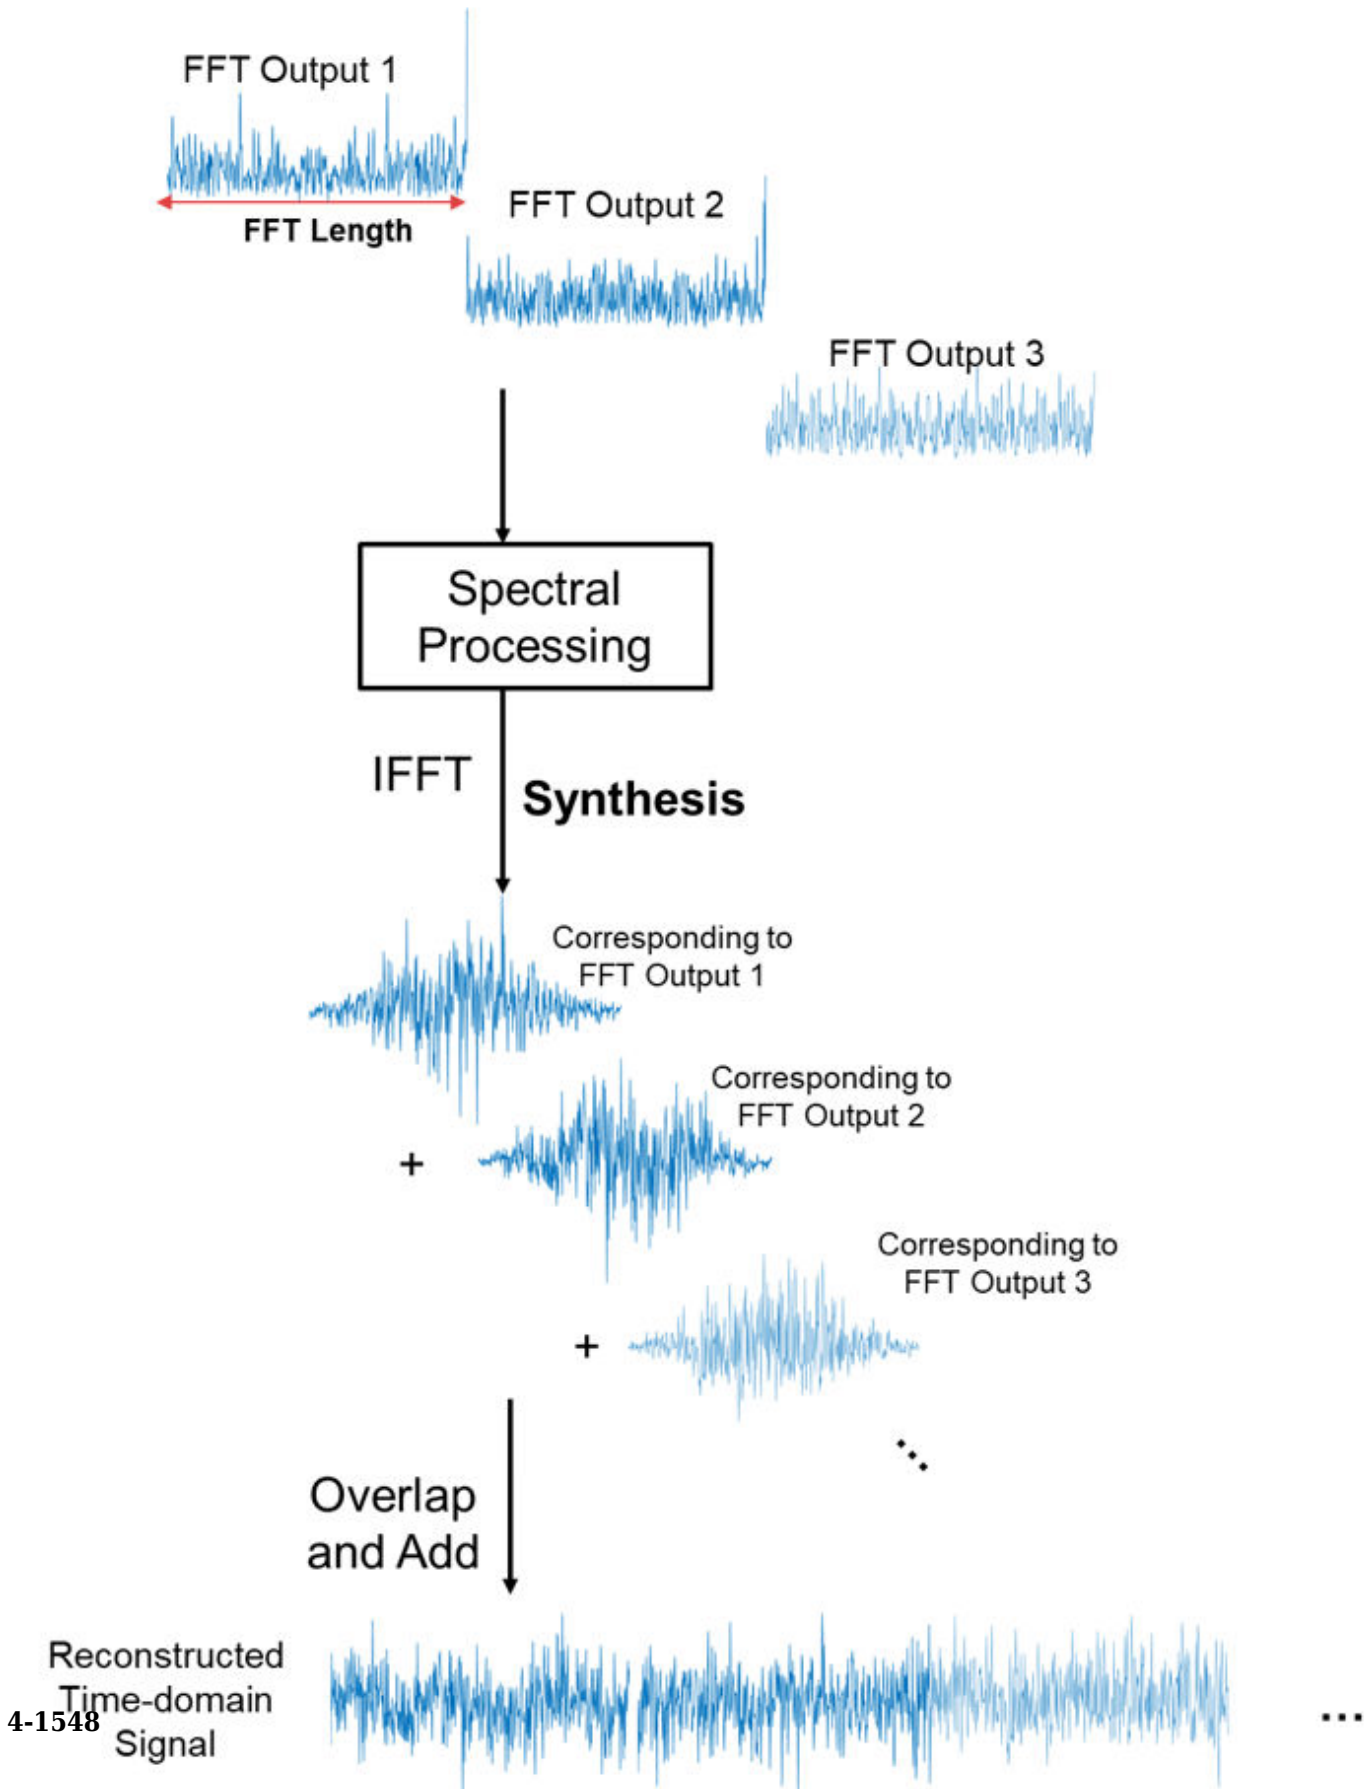 FFT Output 1
FFT Length
FFT Output 2
FFT Output 3
Spectral
Processing
IFFT
Synthesis
Corresponding to
FFT Output 1
Corresponding to
FFT Output 2
+
Corresponding to
FFT Output 3
+
Overlap
and Add
Reconstructed
Time-domain
Signal
4-1548
...